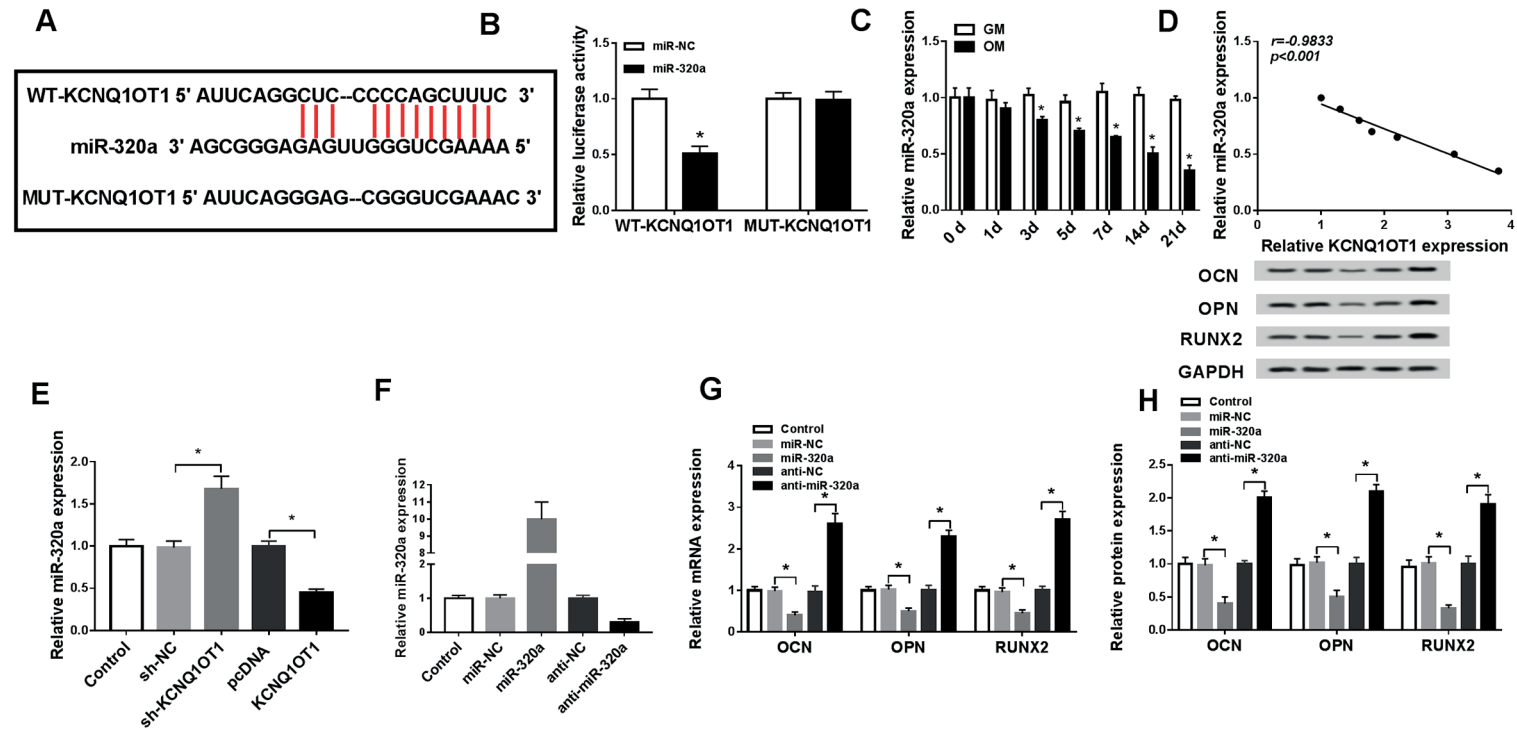 A
WT-KCNQ1OT1 5' AUUCAGGCUC--CCCCAGCUUUC 3'
miR-320a 3' AGCGGGAGAGUUGGGUCGAAAA 5'
MUT-KCNQ1OT1 5' AUUCAGGGAG--CGGGUCGAAAC 3'
B
Relative luciferase activity
1.5
1.0
0.5
0.0
miR-NC
miR-320a
*
WT-KCNQ1OT1
MUT-KCNQ1OT1
C
Relative miR-320a expression
1.5
1.0
0.5
0.0
GM
OM
* * * * *
0 d 1d 3d 5d 7d 14d 21d
D
Relative miR-320a expression
1.5
1.0
0.5
0.0
r=-0.9833
p<0.001
0 1 2 3 4
Relative KCNQ1OT1 expression
OCN
OPN
RUNX2
GAPDH
E
Relative miR-320a expression
2.0
1.5
1.0
0.5
0.0
* *
Control sh-NC sh-KCNQ1OT1 pcDNA KCNQ1OT1
F
Relative miR-320a expression
12
11
10
9
8
2
1
0
Control miR-NC miR-320a anti-NC anti-miR-320a
G
Relative mRNA expression
4
3
2
1
0
Control
miR-NC
miR-320a
anti-NC
anti-miR-320a
* * * * * *
OCN OPN RUNX2
H
Relative protein expression
2.5
2.0
1.5
1.0
0.5
0.0
Control
miR-NC
miR-320a
anti-NC
anti-miR-320a
* * * * * *
OCN OPN RUNX2